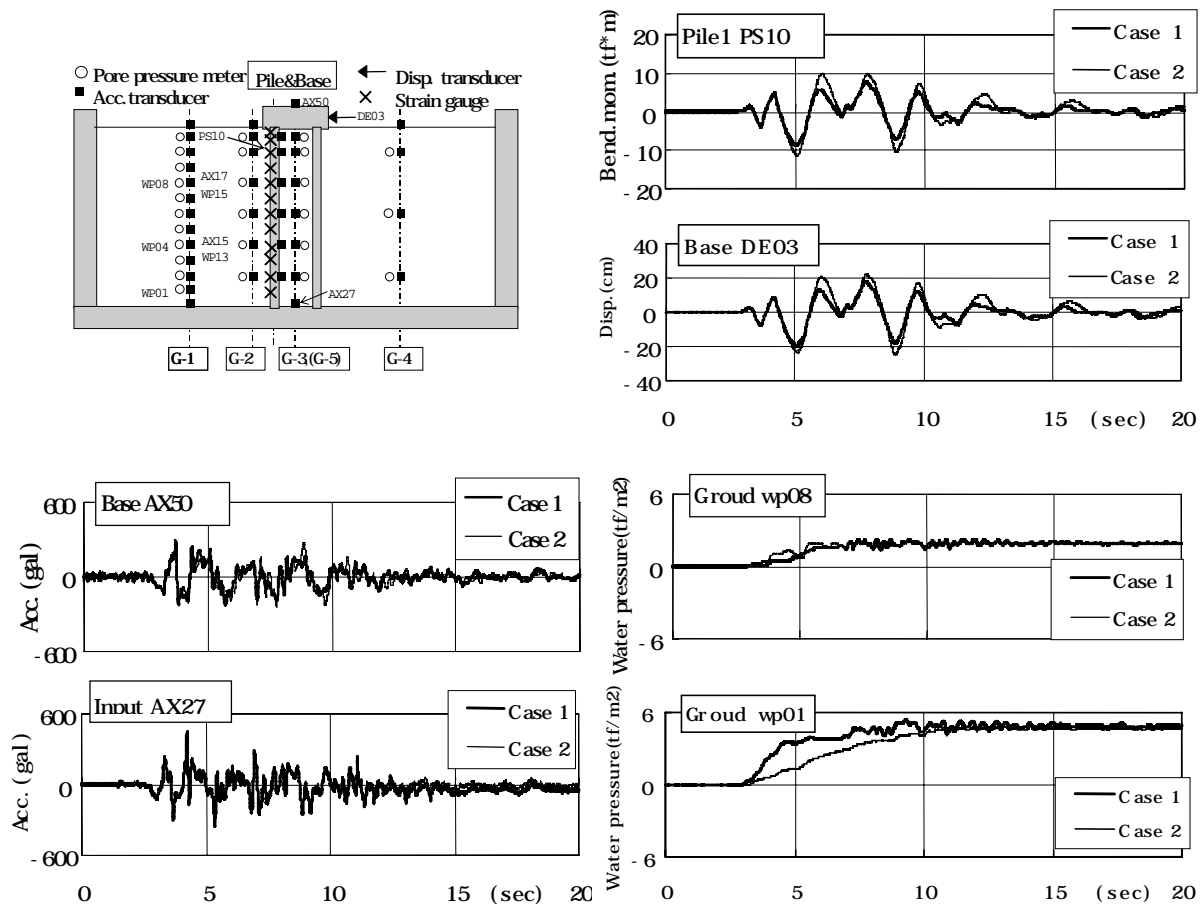 Pore pressure meter
Acc. transducer
Pile&Base
Disp. transducer
Strain gauge
AX50
DE03
PS10
WP08
AX17
WP15
WP04
AX15
WP13
WP01
AX27
G-1
G-2
G-3,(G-5)
G-4
Pile1 PS10
Case 1
Case 2
Bend.mom.(tf*m)
20
10
0
-10
-20
Base DE03
Case 1
Case 2
Disp.(cm)
40
20
0
-20
-40
0 5 10 15 (sec) 20
Base AX50
Case 1
Case 2
Acc. (gal)
600
0
-600
Input AX27
Case 1
Case 2
Acc. (gal)
600
0
-600
0 5 10 15 (sec) 20
Groud wp08
Case 1
Case 2
Water pressure(tf/m2)
6
0
-6
Groud wp01
Case 1
Case 2
Water pressure(tf/m2)
6
0
-6
0 5 10 15 (sec) 20